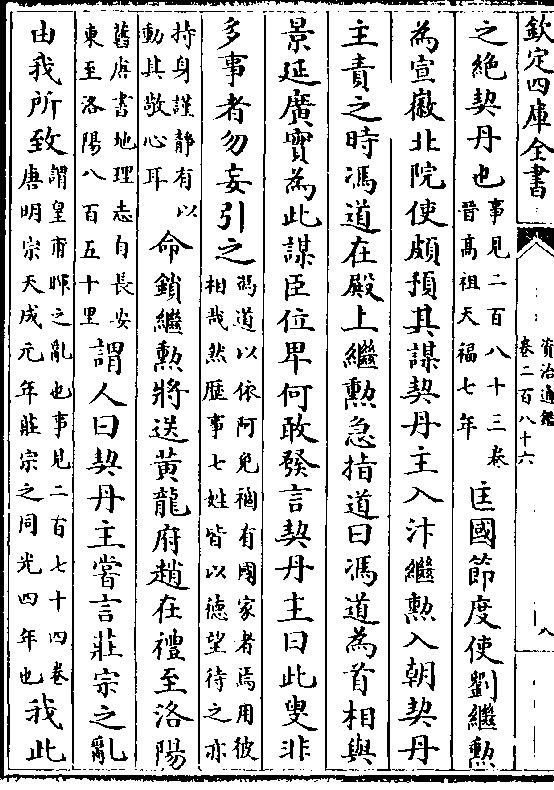 欽定四庫全書
資治通鑑
卷二百八十六
八
之絶契丹也事見二百八十三卷晉髙祖天福七年匡國節度使劉繼勲
為宣徽北院使頗預其謀契丹主入汴繼勲入朝契丹
主責之時馮道在殿上繼勲急指道曰馮道為首相與
景延廣實為此謀臣位卑何敢發言契丹主曰此叟非
多事者勿妄引之馮道以依阿免禍有國家者焉用彼相哉然歴事七姓皆以德望待之亦
持身謹静有以動其敬心耳命鎖繼勲將送黄龍府趙在禮至洛陽
舊唐書地理志自長安東至洛陽八百五十里謂人曰契丹主嘗言莊宗之亂
由我所致謂皇甫暉之亂也事見二百七十四卷唐明宗天成元年莊宗之同光四年也我此